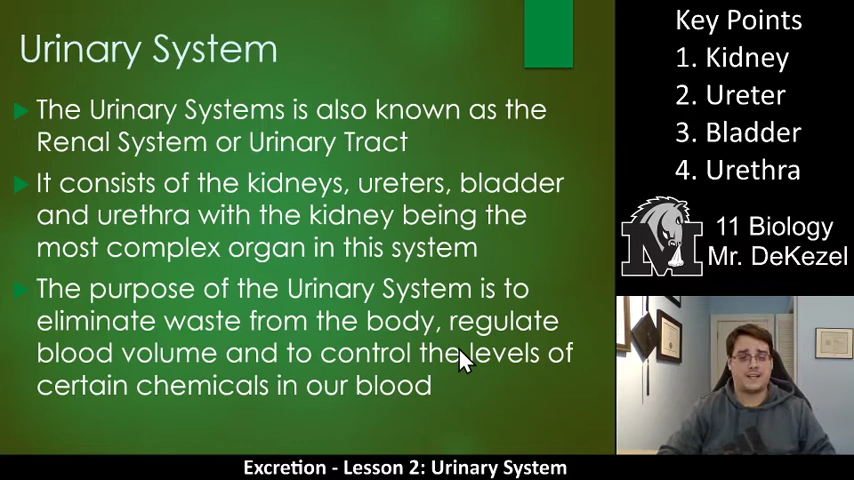 Urinary System
The Urinary Systems is also known as the
Renal System or Urinary Tract
It consists of the kidneys, ureters, bladder
and urethra with the kidney being the
most complex organ in this system
The purpose of the Urinary System is to
eliminate waste from the body, regulate
blood volume and to control the levels of
certain chemicals in our blood
Key Points
1. Kidney
2. Ureter
3. Bladder
4. Urethra
M
11 Biology
Mr. DeKezel
Excretion - Lesson 2: Urinary System